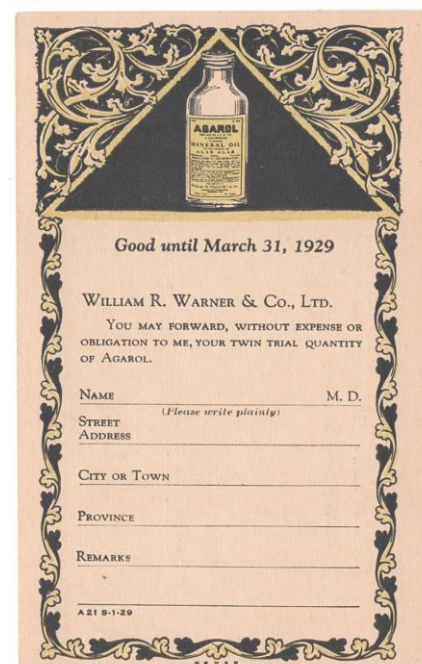 AGAROL
MINERAL OIL
AGAR AGAR
Good until March 31, 1929
WILLIAM R. WARNER & CO., LTD.
YOU MAY FORWARD, WITHOUT EXPENSE OR
OBLIGATION TO ME, YOUR TWIN TRIAL QUANTITY
OF AGAROL.
NAME M. D.
(Please write plainly)
STREET
ADDRESS
CITY OR TOWN
PROVINCE
REMARKS
A 21 S-1-29